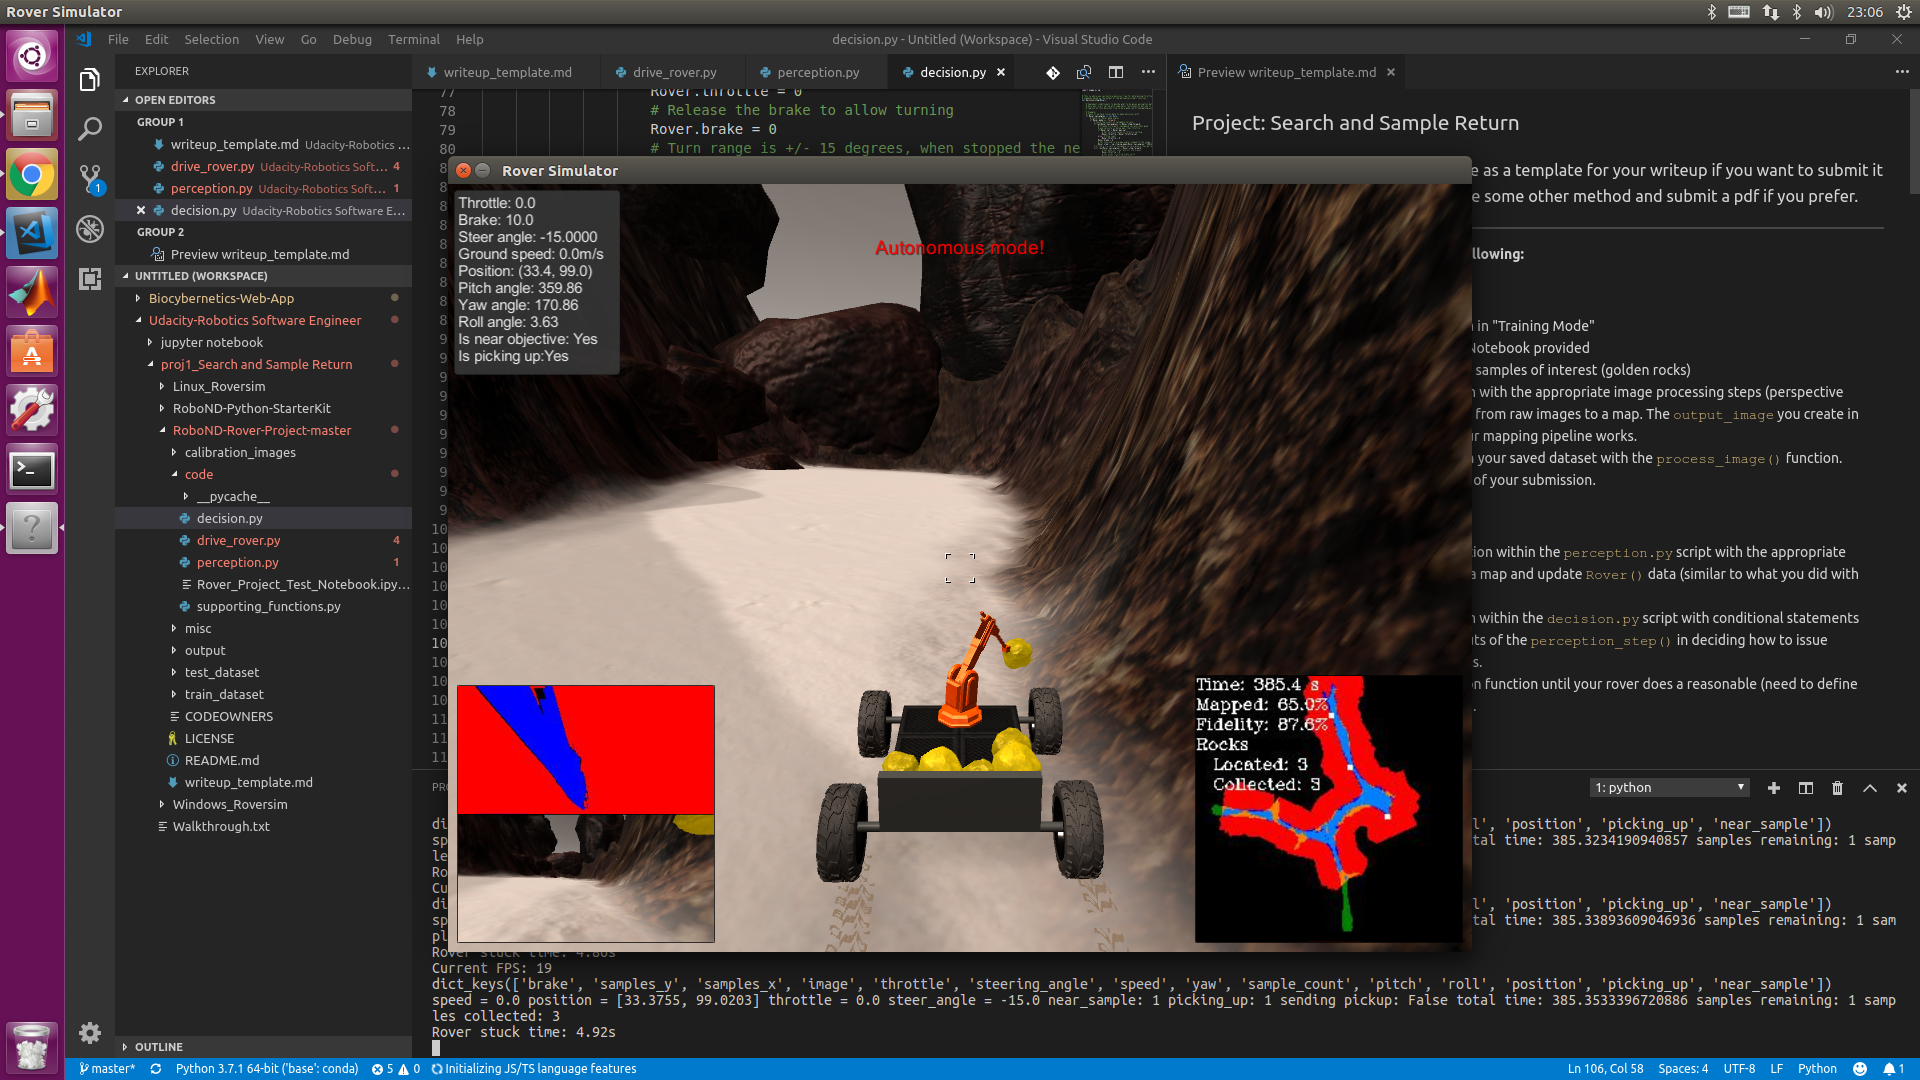 Rover Simulator
23:06
File Edit Selection View Go Debug Terminal Help
decision.py - Untitled (Workspace) - Visual Studio Code
EXPLORER
OPEN EDITORS
GROUP 1
writeup_template.md Udacity-Robotics ...
drive_rover.py Udacity-Robotics Soft... 4
perception.py Udacity-Robotics Soft... 1
decision.py Udacity-Robotics Software E...
GROUP 2
Preview writeup_template.md
UNTITLED (WORKSPACE)
Biocybernetics-Web-App
Udacity-Robotics Software Engineer
jupyter notebook
proj1_Search and Sample Return
Linux_Roversim
RoboND-Python-StarterKit
RoboND-Rover-Project-master
calibration_images
code
__pycache__
decision.py
drive_rover.py 4
perception.py 1
Rover_Project_Test_Notebook.ipy...
supporting_functions.py
misc
output
test_dataset
train_dataset
CODEOWNERS
LICENSE
README.md
writeup_template.md
Windows_Roversim
Walkthrough.txt
OUTLINE
writeup_template.md drive_rover.py perception.py decision.py
77 Rover.throttle = 0
78 # Release the brake to allow turning
79 Rover.brake = 0
80 # Turn range is +/- 15 degrees, when stopped the ne
Rover Simulator
Throttle: 0.0
Brake: 10.0
Steer angle: -15.0000
Ground speed: 0.0m/s
Position: (33.4, 99.0)
Pitch angle: 359.86
Yaw angle: 170.86
Roll angle: 3.63
Is near objective: Yes
Is picking up:Yes
Autonomous mode!
Time: 385.4 s
Mapped: 65.0%
Fidelity: 87.6%
Rocks
Located: 3
Collected: 3
Preview writeup_template.md
Project: Search and Sample Return
e as a template for your writeup if you want to submit it
e some other method and submit a pdf if you prefer.
llowing:
n in "Training Mode"
Notebook provided
samples of interest (golden rocks)
n with the appropriate image processing steps (perspective
from raw images to a map. The output_image you create in
ur mapping pipeline works.
n your saved dataset with the process_image() function.
of your submission.
tion within the perception.py script with the appropriate
a map and update Rover() data (similar to what you did with
n within the decision.py script with conditional statements
uts of the perception_step() in deciding how to issue
s.
n function until your rover does a reasonable (need to define
1: python
l', 'position', 'picking_up', 'near_sample'])
tal time: 385.3234190940857 samples remaining: 1 samp
l', 'position', 'picking_up', 'near_sample'])
tal time: 385.33893609046936 samples remaining: 1 sam
Rover stuck time: 4.86s
Current FPS: 19
dict_keys(['brake', 'samples_y', 'samples_x', 'image', 'throttle', 'steering_angle', 'speed', 'yaw', 'sample_count', 'pitch', 'roll', 'position', 'picking_up', 'near_sample'])
speed = 0.0 position = [33.3755, 99.0203] throttle = 0.0 steer_angle = -15.0 near_sample: 1 picking_up: 1 sending pickup: False total time: 385.3533396720886 samples remaining: 1 samp
les collected: 3
Rover stuck time: 4.92s
master* Python 3.7.1 64-bit ('base': conda) 5 0 Initializing JS/TS language features Ln 106, Col 58 Spaces: 4 UTF-8 LF Python 1